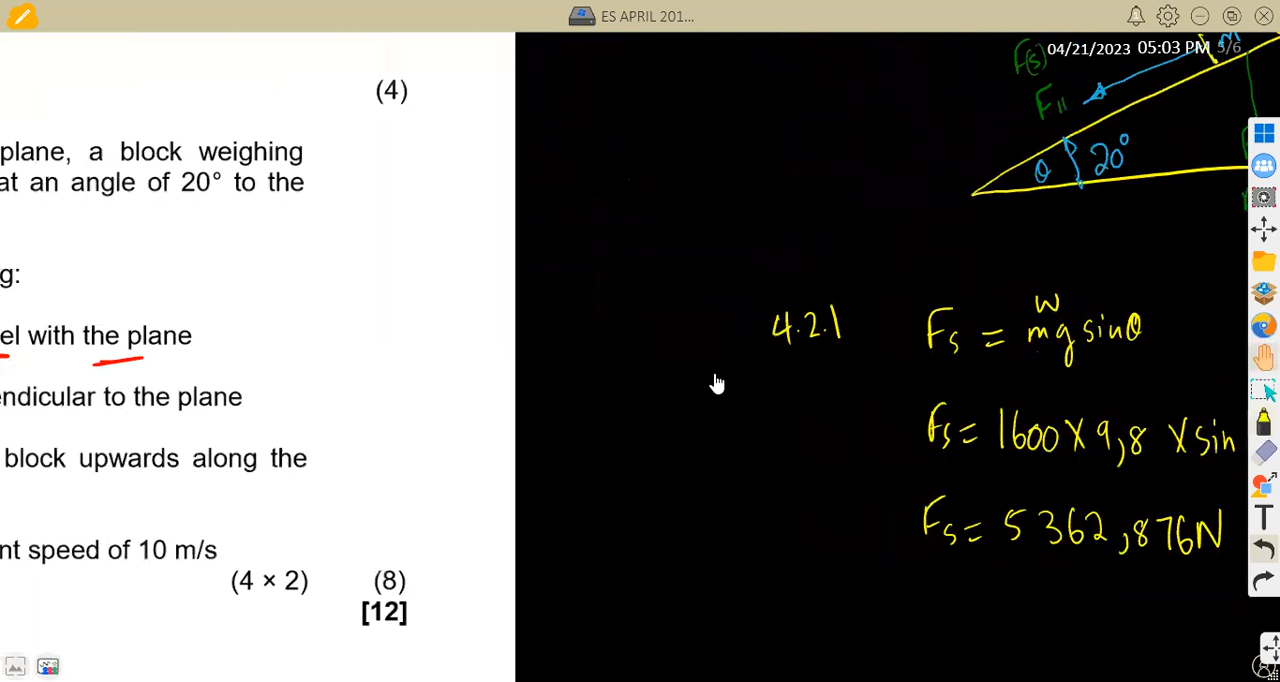 ES APRIL 201...
04/21/2023 05:03 PM 5/6
(4)
plane, a block weighing
at an angle of 20° to the
g:
el with the plane
endicular to the plane
block upwards along the
nt speed of 10 m/s
(4 × 2) (8)
[12]
F(s)
F||
θ 20°
4.2.1
w
Fs = mg sinθ
Fs = 1600 X 9,8 X sin
Fs = 5 362,876N
T